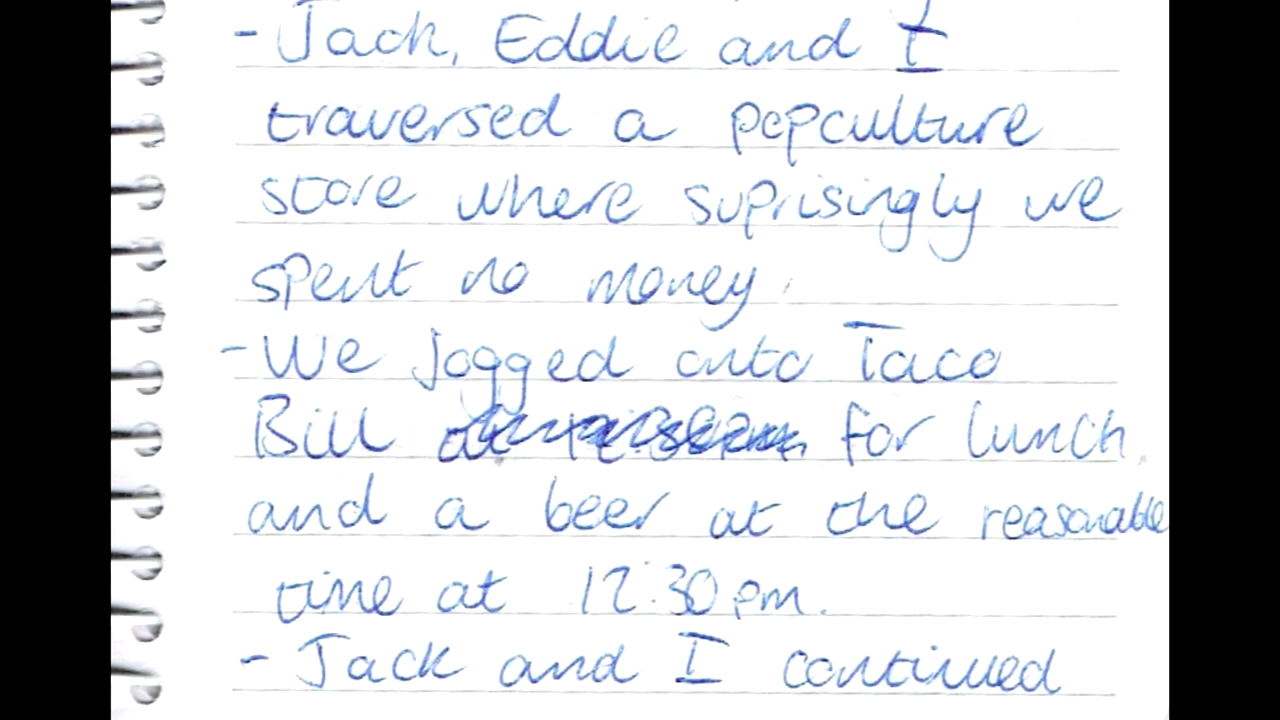 - Jack, Eddie and I
traversed a popculture
store where suprisingly we
spent no money.
- We jogged onto Taco
Bill for lunch
and a beer at the reasonable
time at 12:30pm.
- Jack and I continued